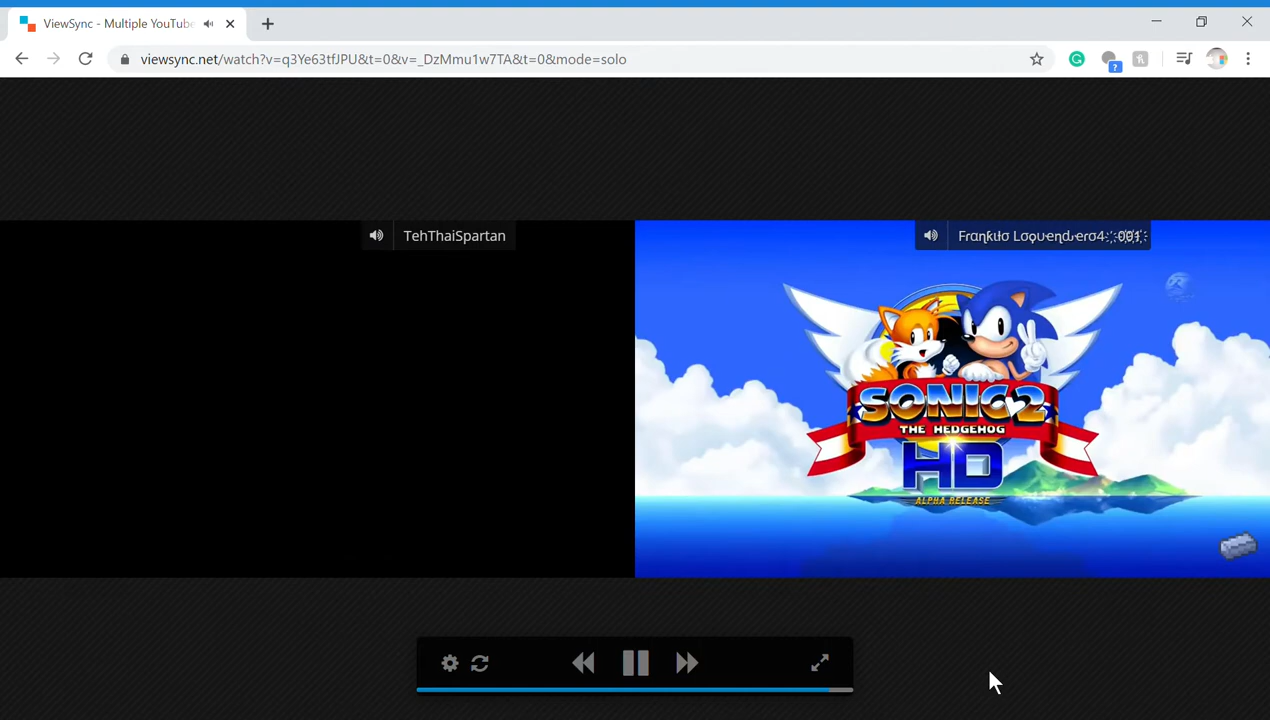 ViewSync - Multiple YouTube
viewsync.net/watch?v=q3Ye63tfJPU&t=0&v=_DzMmu1w7TA&t=0&mode=solo
TehThaiSpartan
SONIC 2
THE HEDGEHOG
HD
ALPHA RELEASE